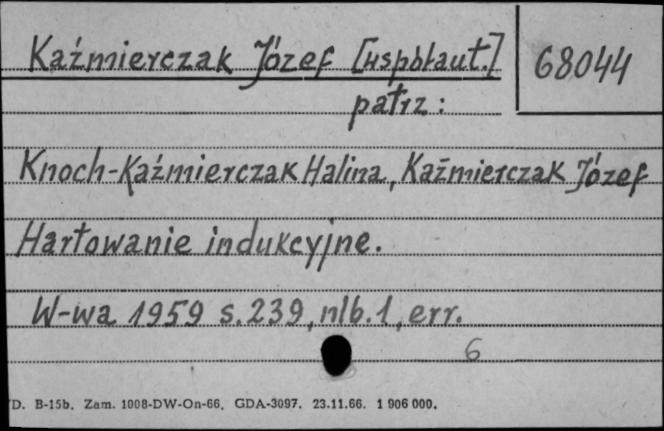 Kaźmierczak Józef [współaut.] 68044
patrz:
Knoch-Kaźmierczak Halina, Kaźmierczak Józef
Hartowanie indukcyjne.
W-wa 1959 s.239, nlb.1, err.
6
D. B-15b. Zam. 1008-DW-On-66. GDA-3097. 23.11.66. 1 906 000.